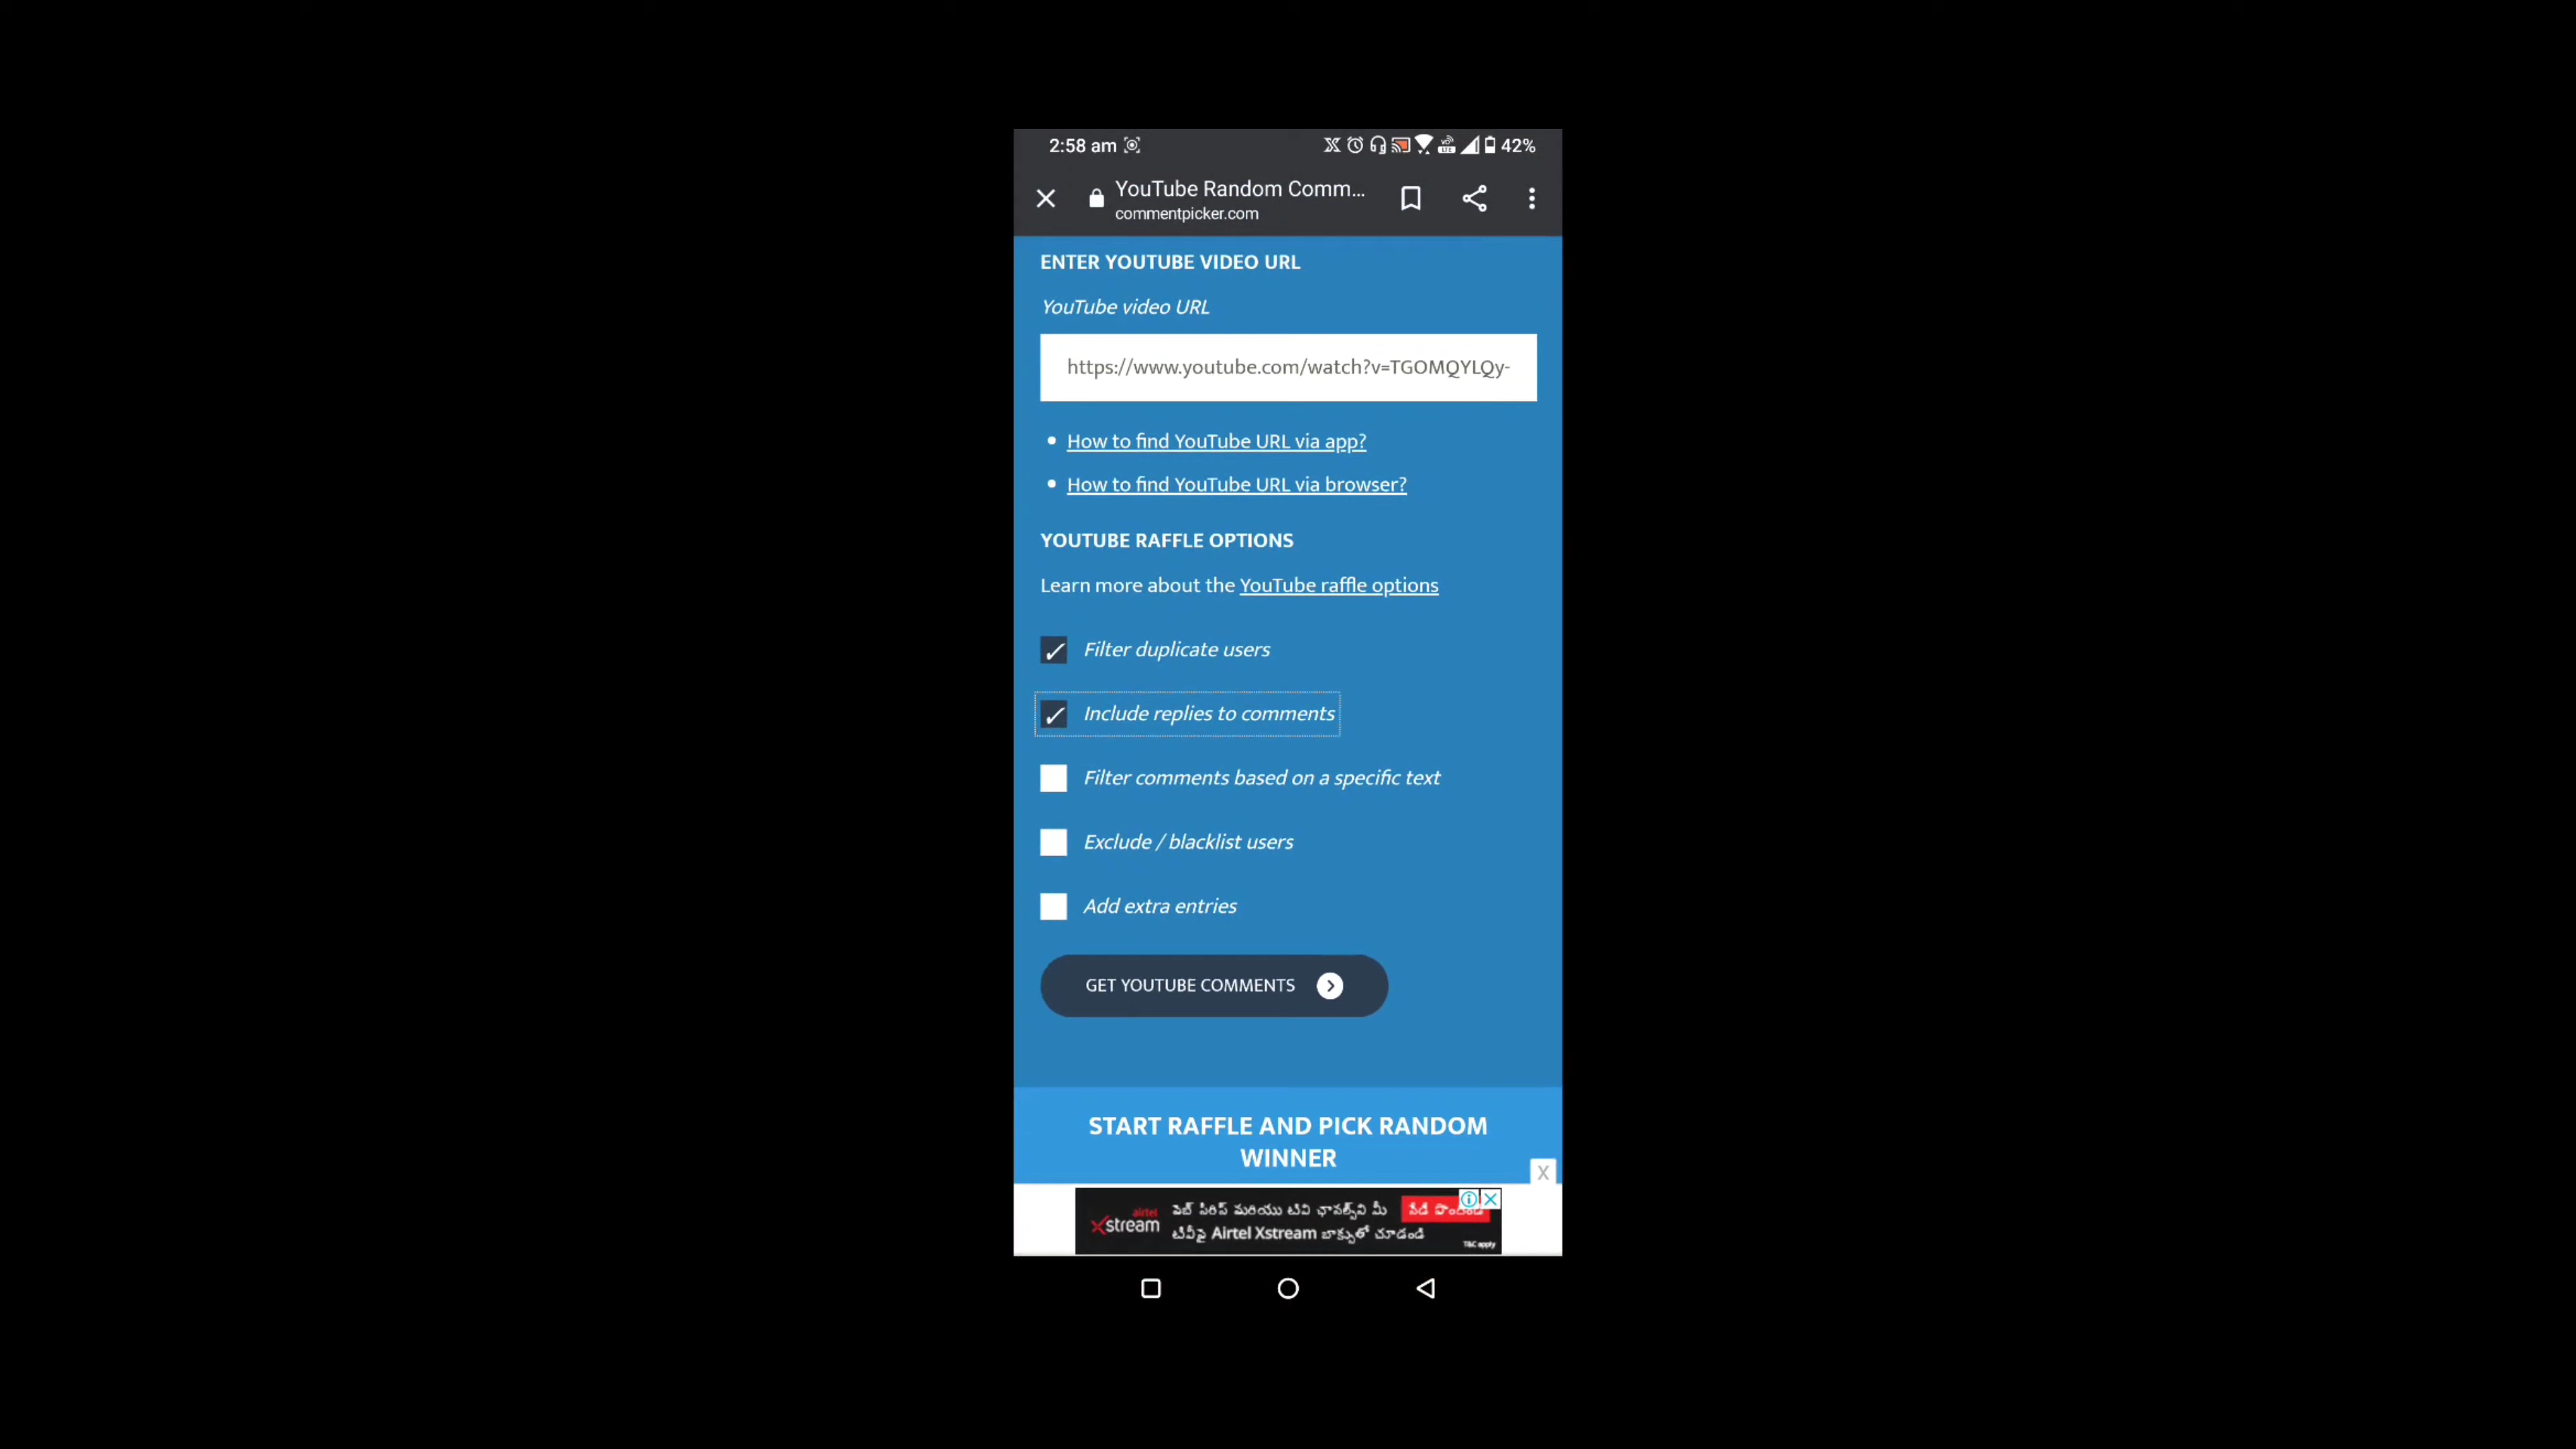 2:58 am
42%
YouTube Random Comm...
commentpicker.com
ENTER YOUTUBE VIDEO URL
YouTube video URL
https://www.youtube.com/watch?v=TGOMQYLQy-
How to find YouTube URL via app?
How to find YouTube URL via browser?
YOUTUBE RAFFLE OPTIONS
Learn more about the YouTube raffle options
Filter duplicate users
Include replies to comments
Filter comments based on a specific text
Exclude / blacklist users
Add extra entries
GET YOUTUBE COMMENTS
START RAFFLE AND PICK RANDOM
WINNER
X
airtel
Xstream
వెబ్ సిరీస్ మరియు టివి ఛానల్స్‌ని మీ
టివీపై Airtel Xstream బాక్సుతో చూడండి
T&C apply